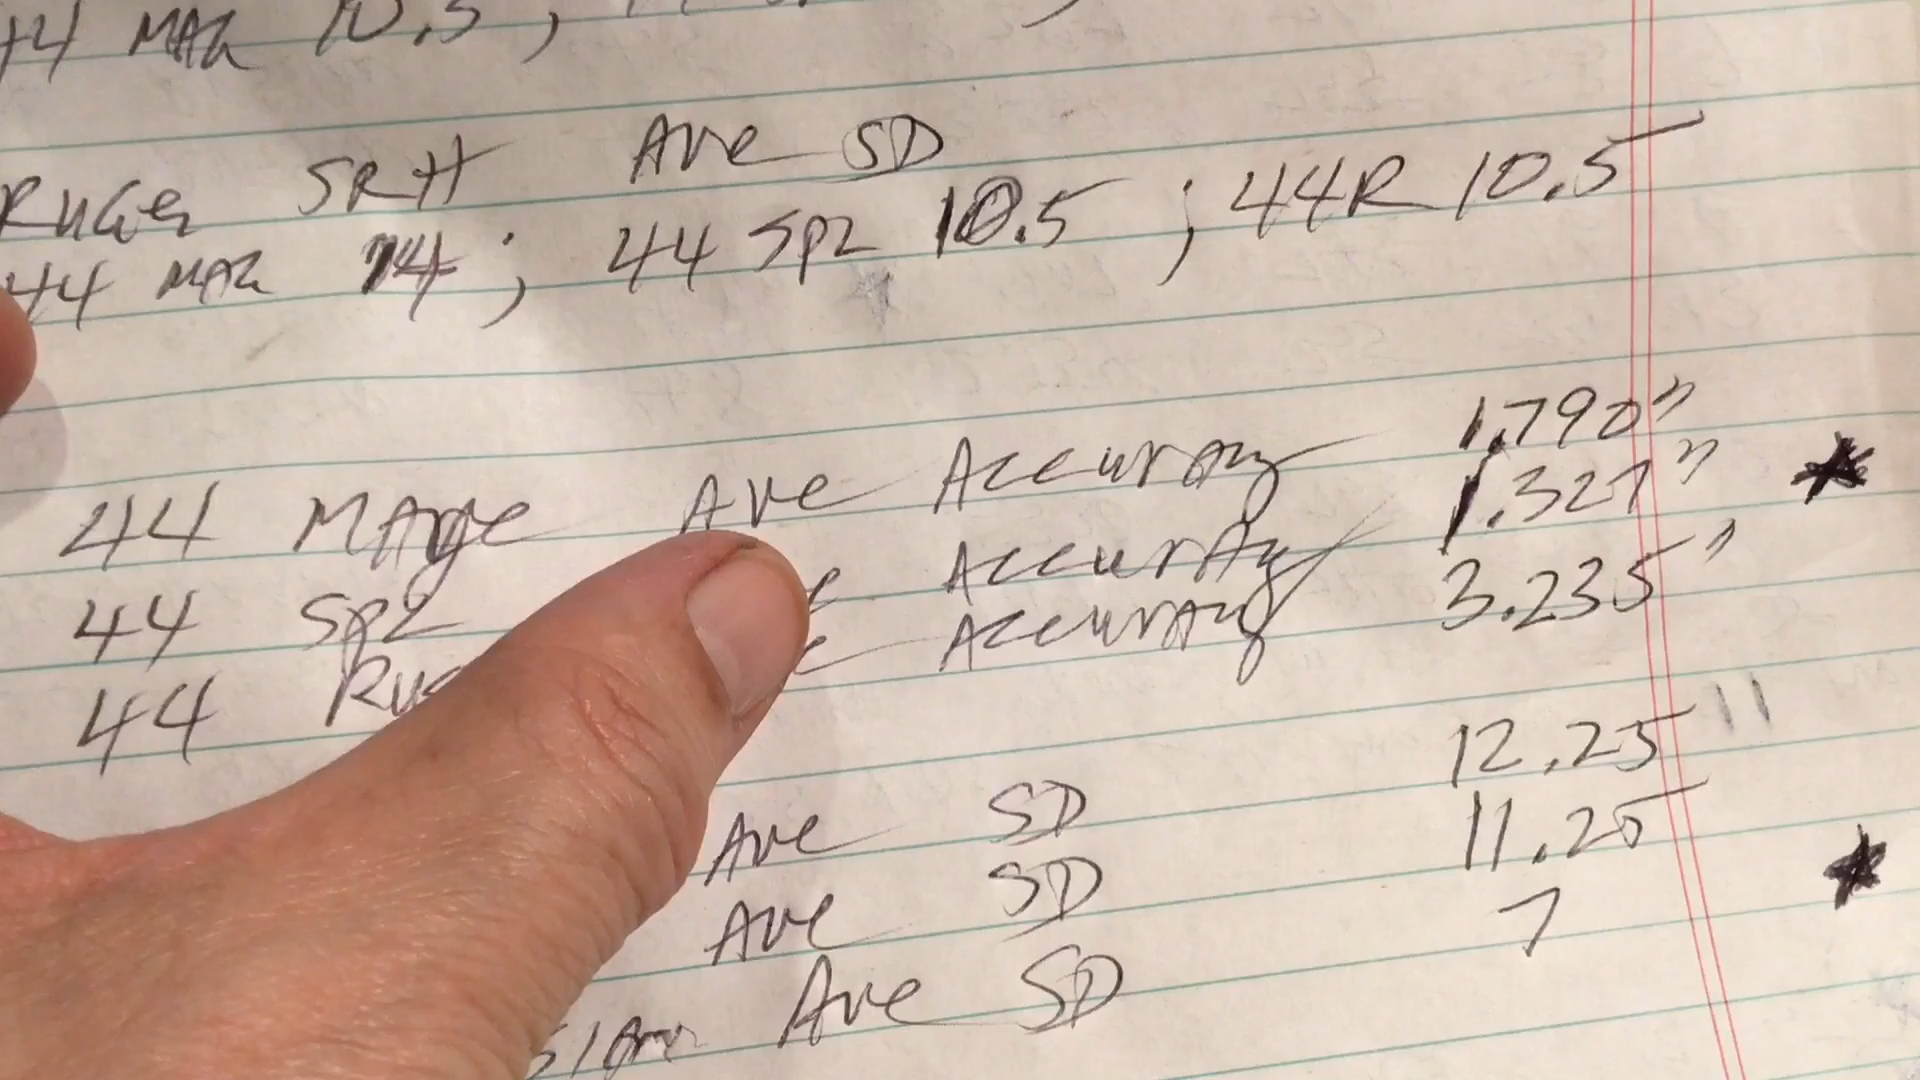 44 MAG 10.5 ;
RUGER SRH Ave SD
44 MAG 14 ; 44 SPL 10.5 ; 44R 10.5
44 MAgne Ave Accuracy 1.790"
44 SPL Accuracy 1.327" *
44 Rus Accuracy 3.235"
Ave SD 12.25 "
Ave SD 11.25
Ave SD 7 *